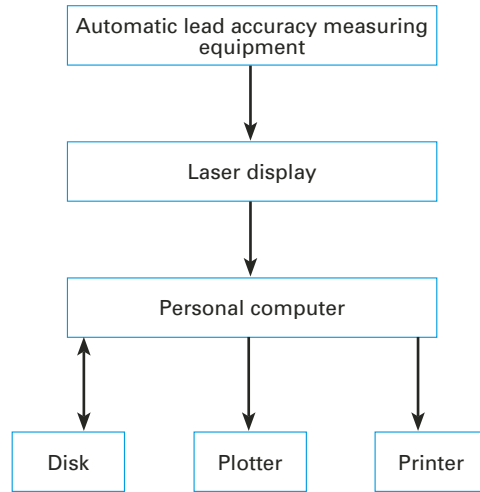 Automatic lead accuracy measuring
equipment
Laser display
Personal computer
Disk
Plotter
Printer